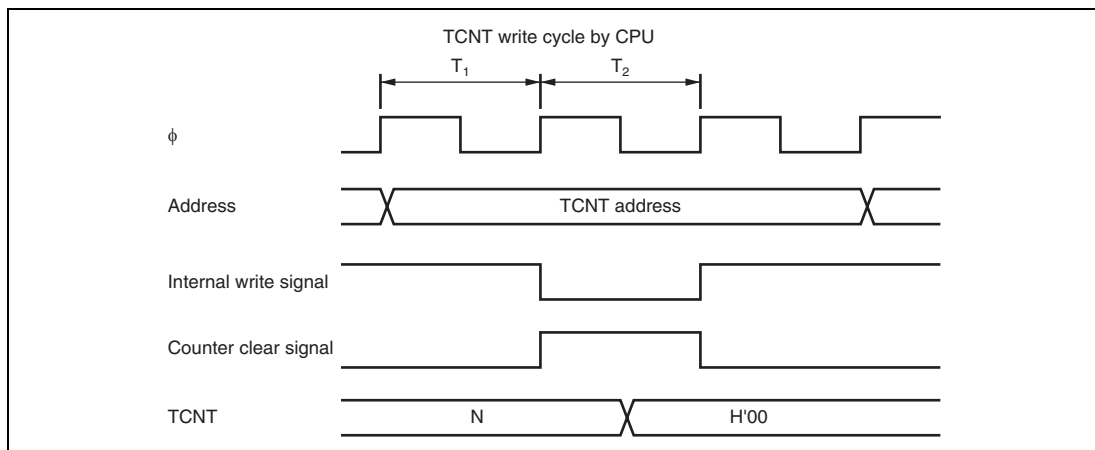 TCNT write cycle by CPU
T1 T2
ϕ
Address TCNT address
Internal write signal
Counter clear signal
TCNT N H'00